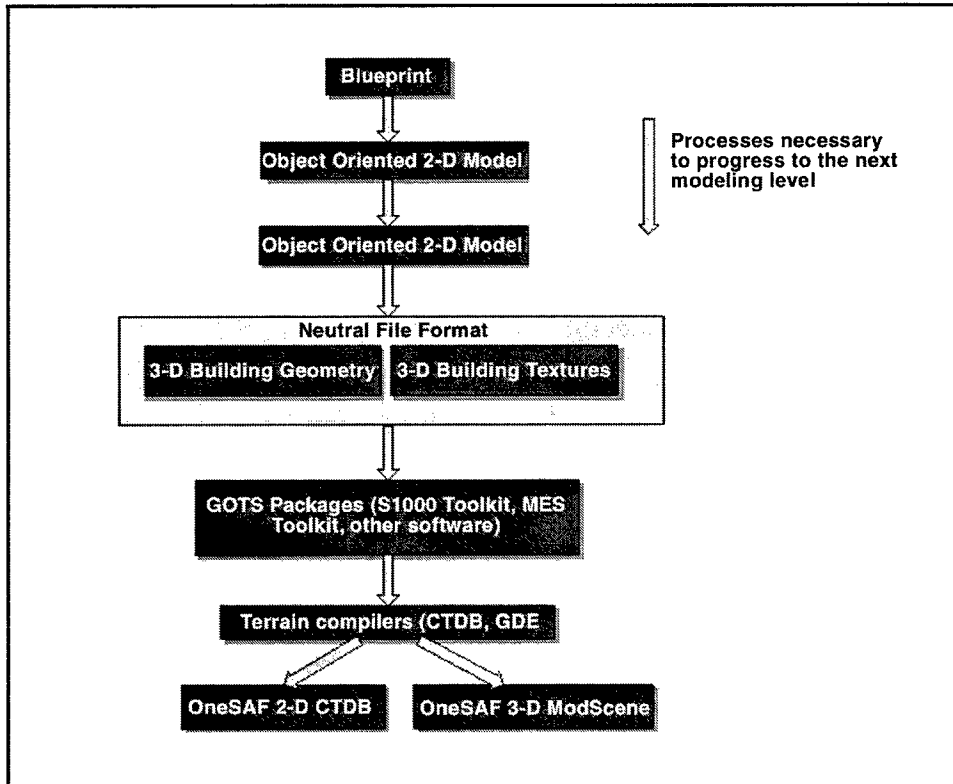 Blueprint
Object Oriented 2-D Model
Processes necessary
to progress to the next
modeling level
Object Oriented 2-D Model
Neutral File Format
3-D Building Geometry
3-D Building Textures
GOTS Packages (S1000 Toolkit, MES
Toolkit, other software)
Terrain compilers (CTDB, GDE
OneSAF 2-D CTDB
OneSAF 3-D ModScene